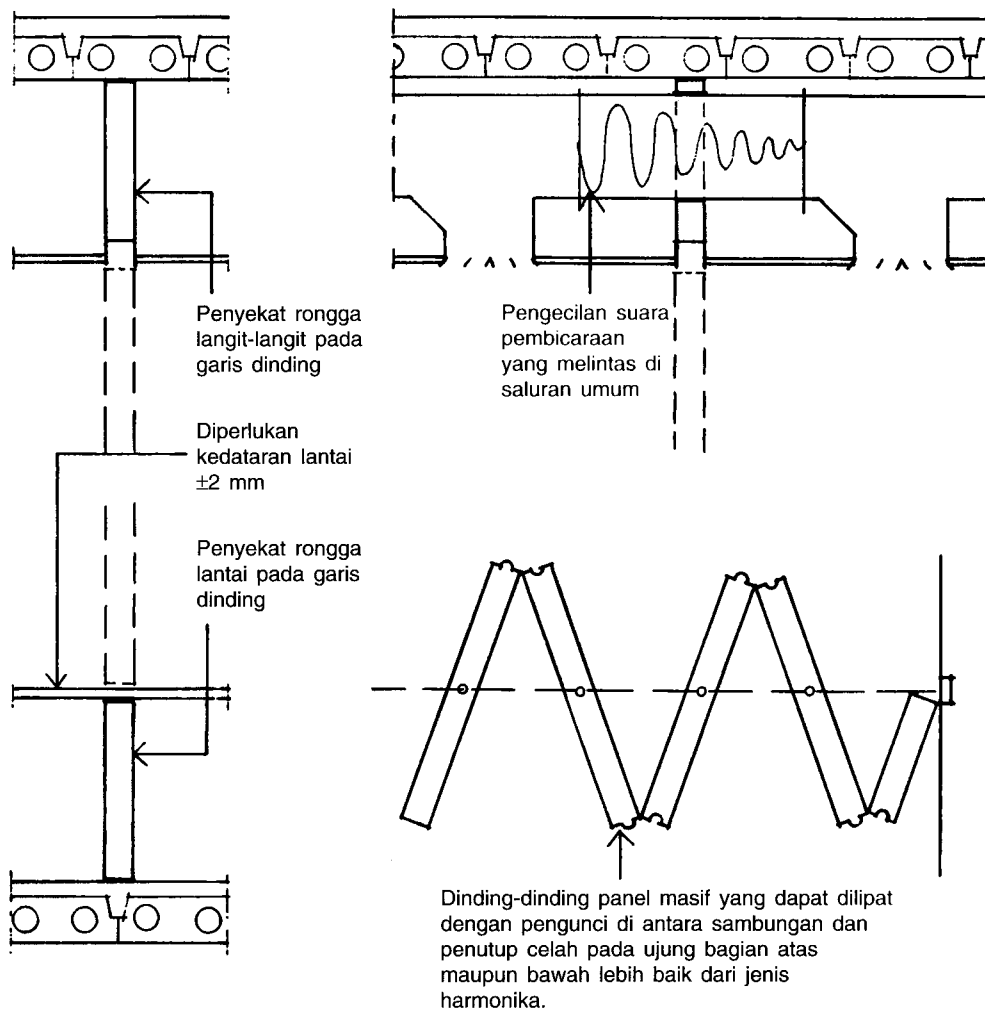 Penyekat rongga
langit-langit pada
garis dinding
Pengecilan suara
pembicaraan
yang melintas di
saluran umum
Diperlukan
kedataran lantai
±2 mm
Penyekat rongga
lantai pada garis
dinding
Dinding-dinding panel masif yang dapat dilipat
dengan pengunci di antara sambungan dan
penutup celah pada ujung bagian atas
maupun bawah lebih baik dari jenis
harmonika.